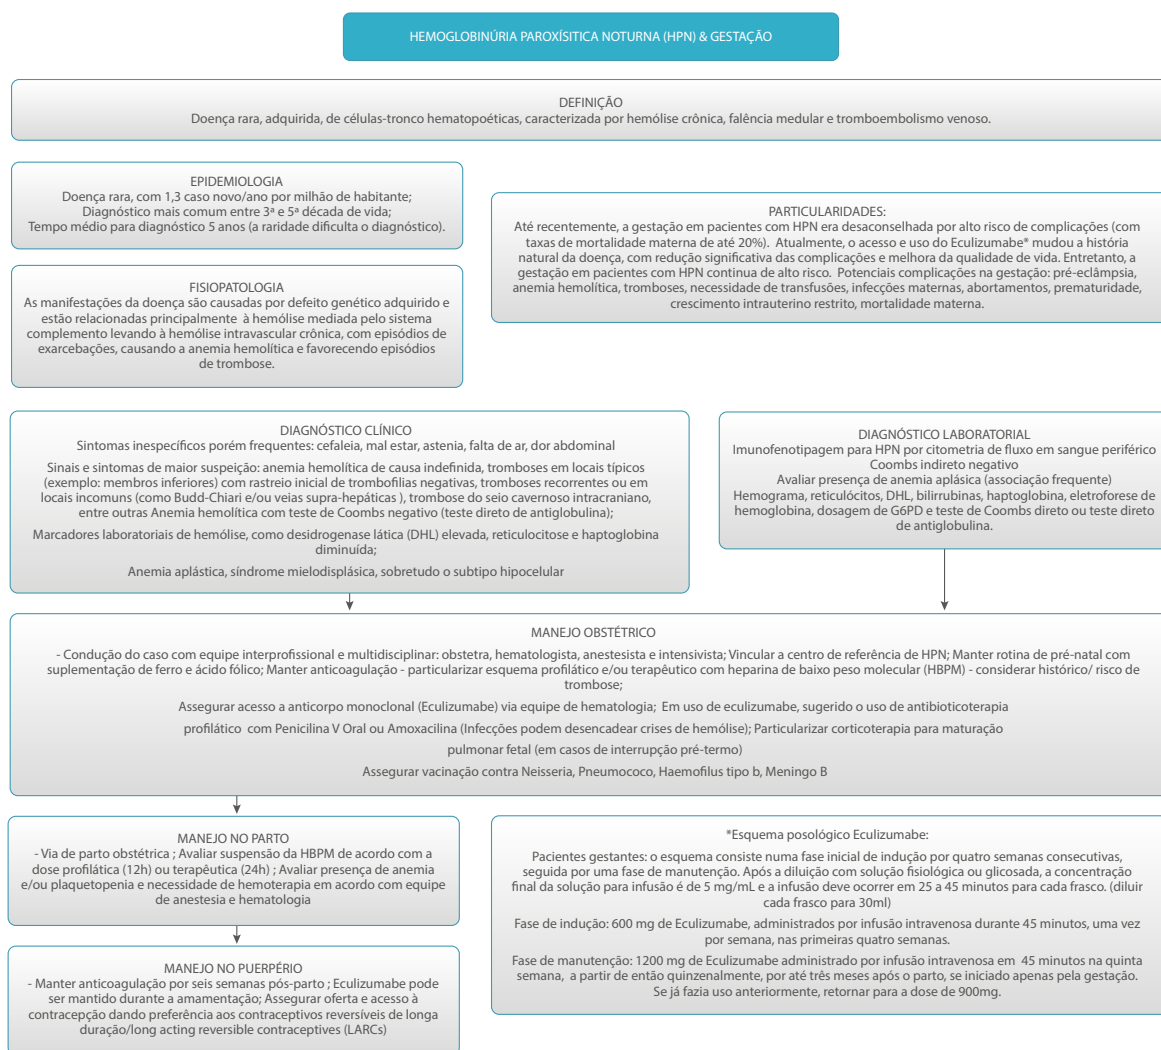 HEMOGLOBINÚRIA PAROXÍSITICA NOTURNA (HPN) & GESTAÇÃO
DEFINIÇÃO
Doença rara, adquirida, de células-tronco hematopoéticas, caracterizada por hemólise crônica, falência medular e tromboembolismo venoso.
EPIDEMIOLOGIA
Doença rara, com 1,3 caso novo/ano por milhão de habitante;
Diagnóstico mais comum entre 3ª e 5ª década de vida;
Tempo médio para diagnóstico 5 anos (a raridade dificulta o diagnóstico).
PARTICULARIDADES:
Até recentemente, a gestação em pacientes com HPN era desaconselhada por alto risco de complicações (com
taxas de mortalidade materna de até 20%). Atualmente, o acesso e uso do Eculizumabe* mudou a história
natural da doença, com redução significativa das complicações e melhora da qualidade de vida. Entretanto, a
gestação em pacientes com HPN continua de alto risco. Potenciais complicações na gestação: pré-eclâmpsia,
anemia hemolítica, tromboses, necessidade de transfusões, infecções maternas, abortamentos, prematuridade,
crescimento intrauterino restrito, mortalidade materna.
FISIOPATOLOGIA
As manifestações da doença são causadas por defeito genético adquirido e
estão relacionadas principalmente à hemólise mediada pelo sistema
complemento levando à hemólise intravascular crônica, com episódios de
exarcebações, causando a anemia hemolítica e favorecendo episódios
de trombose.
DIAGNÓSTICO CLÍNICO
Sintomas inespecíficos porém frequentes: cefaleia, mal estar, astenia, falta de ar, dor abdominal
Sinais e sintomas de maior suspeição: anemia hemolítica de causa indefinida, tromboses em locais típicos
(exemplo: membros inferiores) com rastreio inicial de trombofilias negativas, tromboses recorrentes ou em
locais incomuns (como Budd-Chiari e/ou veias supra-hepáticas ), trombose do seio cavernoso intracraniano,
entre outras Anemia hemolítica com teste de Coombs negativo (teste direto de antiglobulina);
Marcadores laboratoriais de hemólise, como desidrogenase lática (DHL) elevada, reticulocitose e haptoglobina
diminuída;
Anemia aplástica, síndrome mielodisplásica, sobretudo o subtipo hipocelular
DIAGNÓSTICO LABORATORIAL
Imunofenotipagem para HPN por citometria de fluxo em sangue periférico
Coombs indireto negativo
Avaliar presença de anemia aplásica (associação frequente)
Hemograma, reticulócitos, DHL, bilirrubinas, haptoglobina, eletroforese de
hemoglobina, dosagem de G6PD e teste de Coombs direto ou teste direto
de antiglobulina.
MANEJO OBSTÉTRICO
- Condução do caso com equipe interprofissional e multidisciplinar: obstetra, hematologista, anestesista e intensivista; Vincular a centro de referência de HPN; Manter rotina de pré-natal com
suplementação de ferro e ácido fólico; Manter anticoagulação - particularizar esquema profilático e/ou terapêutico com heparina de baixo peso molecular (HBPM) - considerar histórico/ risco de
trombose;
Assegurar acesso a anticorpo monoclonal (Eculizumabe) via equipe de hematologia; Em uso de eculizumabe, sugerido o uso de antibioticoterapia
profilático com Penicilina V Oral ou Amoxacilina (Infecções podem desencadear crises de hemólise); Particularizar corticoterapia para maturação
pulmonar fetal (em casos de interrupção pré-termo)
Assegurar vacinação contra Neisseria, Pneumococo, Haemofilus tipo b, Meningo B
MANEJO NO PARTO
- Via de parto obstétrica ; Avaliar suspensão da HBPM de acordo com a
dose profilática (12h) ou terapêutica (24h) ; Avaliar presença de anemia
e/ou plaquetopenia e necessidade de hemoterapia em acordo com equipe
de anestesia e hematologia
MANEJO NO PUERPÉRIO
- Manter anticoagulação por seis semanas pós-parto ; Eculizumabe pode
ser mantido durante a amamentação; Assegurar oferta e acesso à
contracepção dando preferência aos contraceptivos reversíveis de longa
duração/long acting reversible contraceptives (LARCs)
*Esquema posológico Eculizumabe:
Pacientes gestantes: o esquema consiste numa fase inicial de indução por quatro semanas consecutivas,
seguida por uma fase de manutenção. Após a diluição com solução fisiológica ou glicosada, a concentração
final da solução para infusão é de 5 mg/mL e a infusão deve ocorrer em 25 a 45 minutos para cada frasco. (diluir
cada frasco para 30ml)
Fase de indução: 600 mg de Eculizumabe, administrados por infusão intravenosa durante 45 minutos, uma vez
por semana, nas primeiras quatro semanas.
Fase de manutenção: 1200 mg de Eculizumabe administrado por infusão intravenosa em 45 minutos na quinta
semana, a partir de então quinzenalmente, por até três meses após o parto, se iniciado apenas pela gestação.
Se já fazia uso anteriormente, retornar para a dose de 900mg.